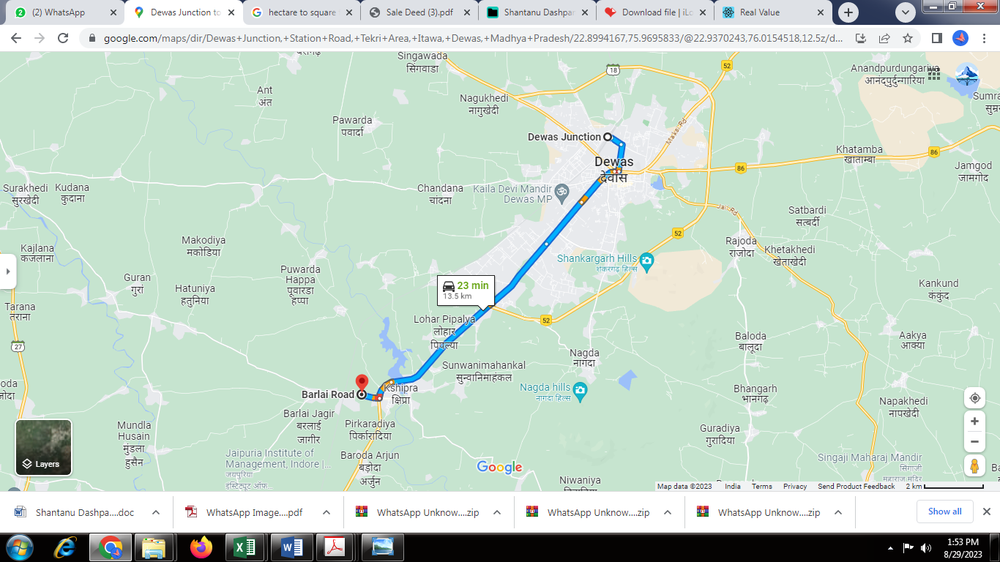 (2) WhatsApp
Dewas Junction to
hectare to square
Sale Deed (3).pdf
Shantanu Dashpan
Download file | iLo
Real Value
google.com/maps/dir/Dewas+Junction,+Station+Road,+Tekri+Area,+Itawa,+Dewas,+Madhya+Pradesh/22.8994167,75.9695833/@22.9370243,76.0154518,12.5z/d...
Singawada
सिंगवाडा
18
52
Anandpurdungariya
आनंदपुर्दुन्गारिया
Ant
अंत
Nagukhedi
नागुखेदी
Sumra
सुम्रा
Pawarda
पवार्दा
Maksi Rd
Dewas Junction
Dewas
देवास
Khatamba
खाताम्बा
86
86
Jamgod
जामगोद
Surakhedi
सुरखेदी
Kudana
कुदाना
Chandana
चांदना
Kaila Devi Mandir
Dewas MP
Jail Rd
Satbardi
सत्बर्दी
Makodiya
मकोडिया
52
Rajoda
राजोदा
Khetakhedi
खेताखेदी
Kajlana
कजलाना
Shankargarh Hills
शंकरगढ़ हिल्स
Guran
गुरां
Hatuniya
हतुनिया
Puwarda
Happa
पूवारडा
हप्पा
23 min
13.5 km
Kankund
कंकुंद
Tarana
तराना
Lohar Pipalya
लोहार
पिपल्या
52
27
Baloda
बालूदा
Aakya
आक्या
Nagda
नागदा
Sunwanimahankal
सुन्वानिमाहंकल
Nagda hills
नागदा हिल्स
Kshipra
क्षिप्रा
Barlai Road
Bhangarh
भानगढ़
Napakhedi
नापखेदी
Barlai Jagir
बरलाई
जागीर
Pirkaradiya
पिर्कारादिया
Mundla
Husain
मुंडला
हुसैन
Guradiya
गुरादिया
Jaipuria Institute of
Management, Indore |...
जयपुरिया
इंस्टिट्यूट ऑफ...
Baroda Arjun
बड़ोदा
अर्जुन
Singaji Maharaj Mandir
सिंगाजी
महाराज मंदिर
Layers
Google
Niwaniya
Map data ©2023
India
Terms
Privacy
Send Product Feedback
2 km
Shantanu Dashpa....doc
WhatsApp Image....pdf
WhatsApp Unknow....zip
WhatsApp Unknow....zip
WhatsApp Unknow....zip
Show all
1:53 PM
8/29/2023